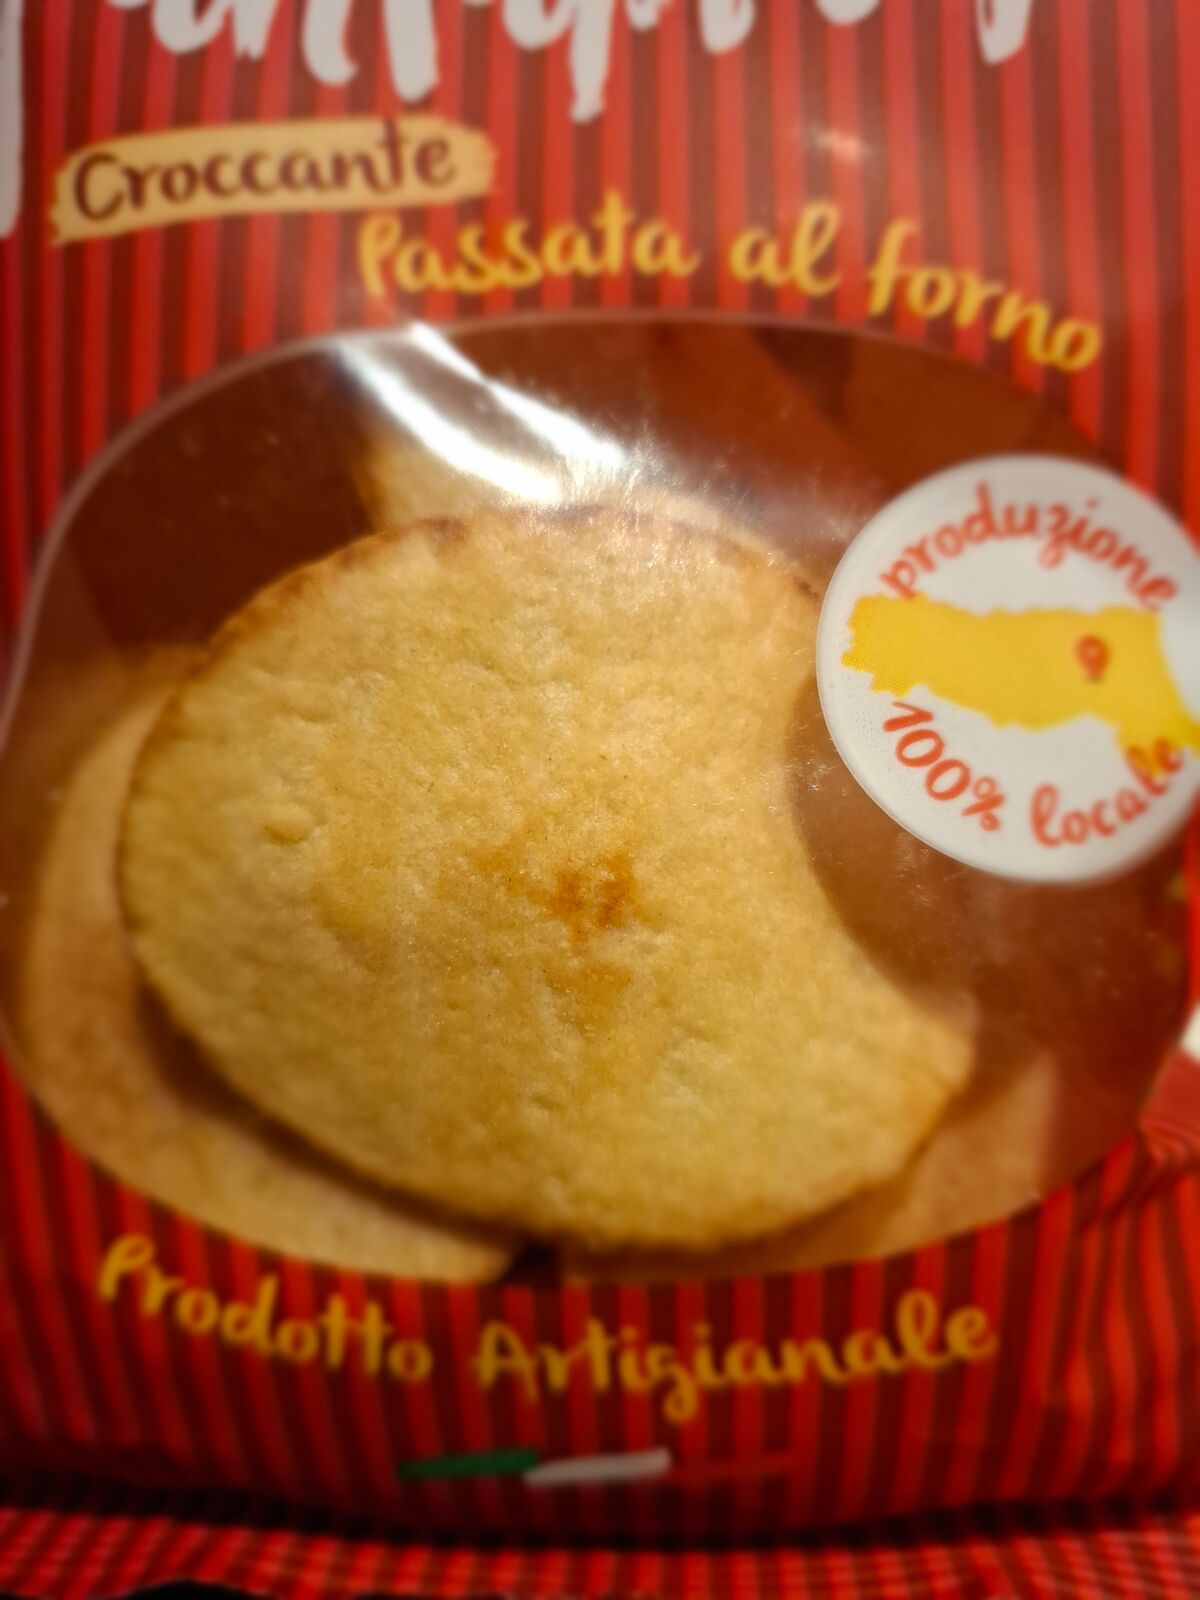 Croccante
Passata al forno
produzione
100% locale
Prodotto Artigianale